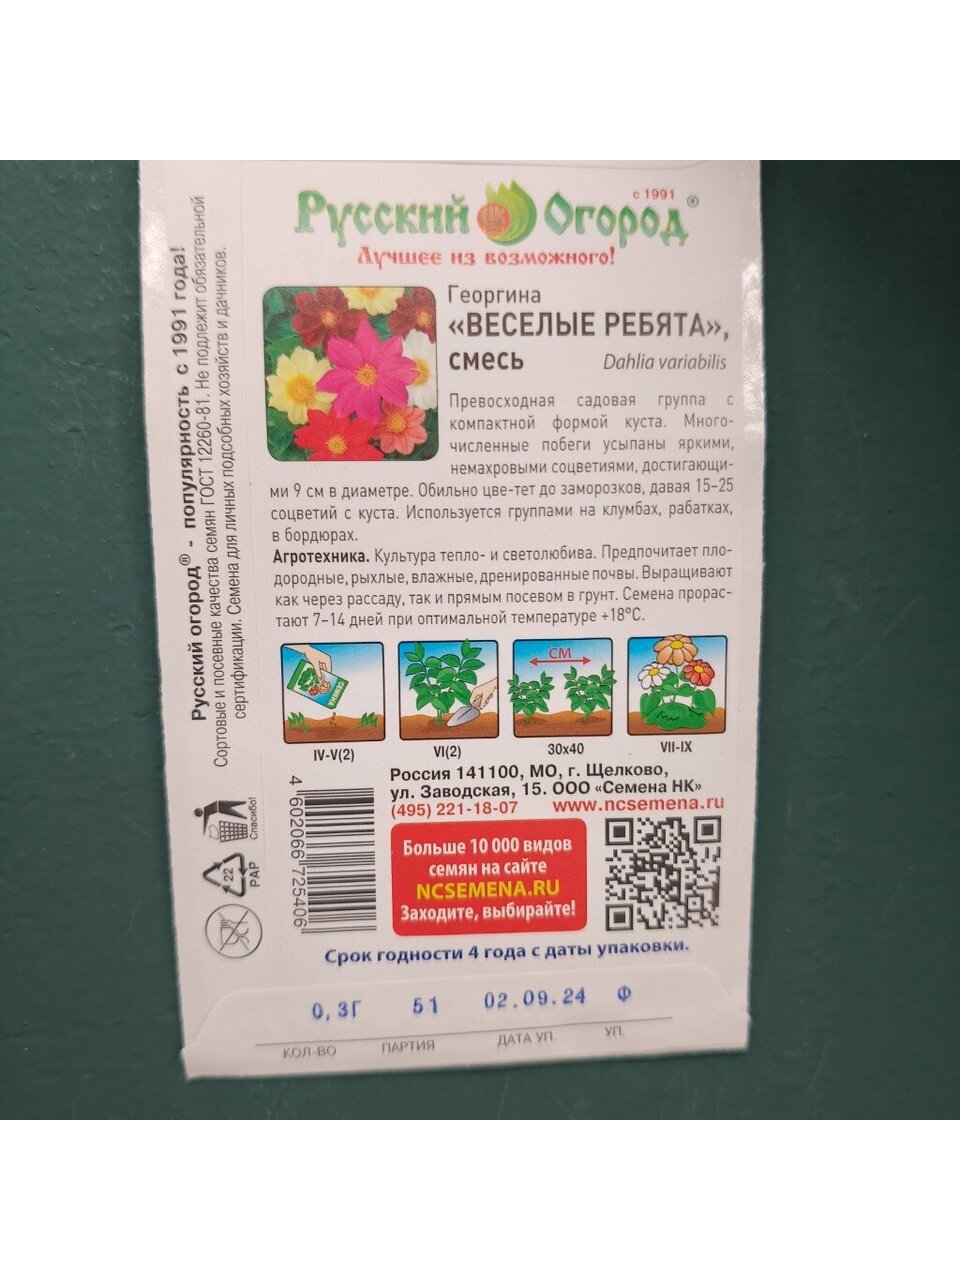 с 1991
Русский Огород®
Лучшее из возможного!
Георгина
«ВЕСЕЛЫЕ РЕБЯТА»,
смесь Dahlia variabilis
Превосходная садовая группа с
компактной формой куста. Много-
численные побеги усыпаны яркими,
немахровыми соцветиями, достигающи-
ми 9 см в диаметре. Обильно цве-тет до заморозков, давая 15-25
соцветий с куста. Используется группами на клумбах, рабатках,
в бордюрах.
Агротехника. Культура тепло- и светолюбива. Предпочитает пло-
дородные, рыхлые, влажные, дренированные почвы. Выращивают
как через рассаду, так и прямым посевом в грунт. Семена прорас-
тают 7-14 дней при оптимальной температуре +18°С.
СЕМЕНА
СМ
IV-V(2) VI(2) 30х40 VII-IX
Россия 141100, МО, г. Щелково,
ул. Заводская, 15. ООО «Семена НК»
(495) 221-18-07 www.ncsemena.ru
Больше 10 000 видов
семян на сайте
NCSEMENA.RU
Заходите, выбирайте!
Срок годности 4 года с даты упаковки.
0,3Г 51 02.09.24 Ф
КОЛ-ВО ПАРТИЯ ДАТА УП. УП.
Русский огород® - популярность с 1991 года!
Сортовые и посевные качества семян ГОСТ 12260-81. Не подлежит обязательной
сертификации. Семена для личных подсобных хозяйств и дачников.
Спасибо!
22
PAP
4 602066 725406